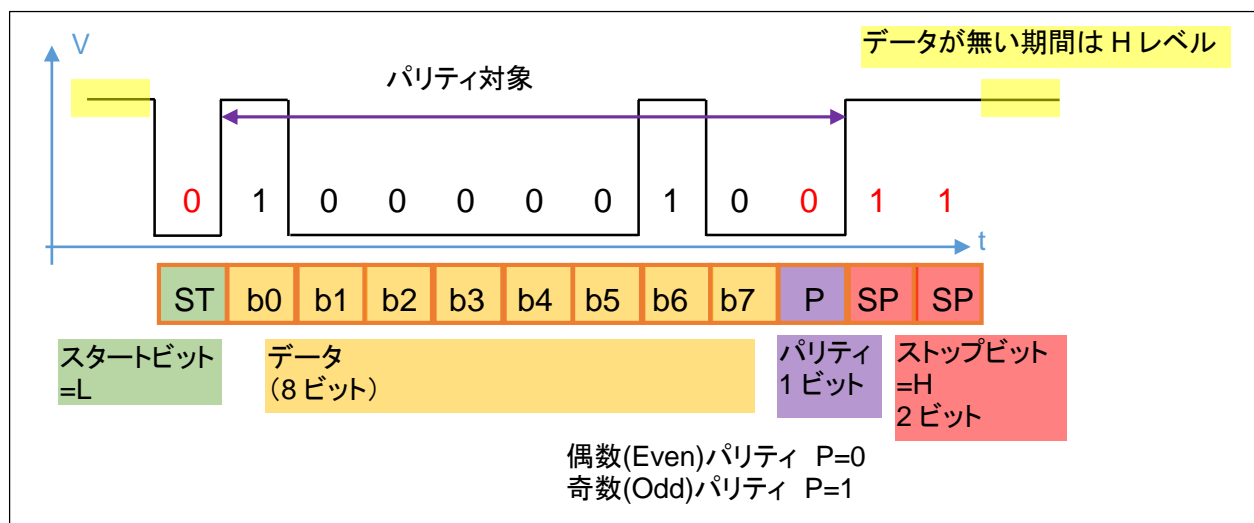 V
データが無い期間は H レベル
パリティ対象
0 1 0 0 0 0 0 1 0 0 1 1
t
ST b0 b1 b2 b3 b4 b5 b6 b7 P SP SP
スタートビット
=L
データ
（8 ビット）
パリティ
1 ビット
ストップビット
=H
2 ビット
偶数(Even)パリティ P=0
奇数(Odd)パリティ P=1